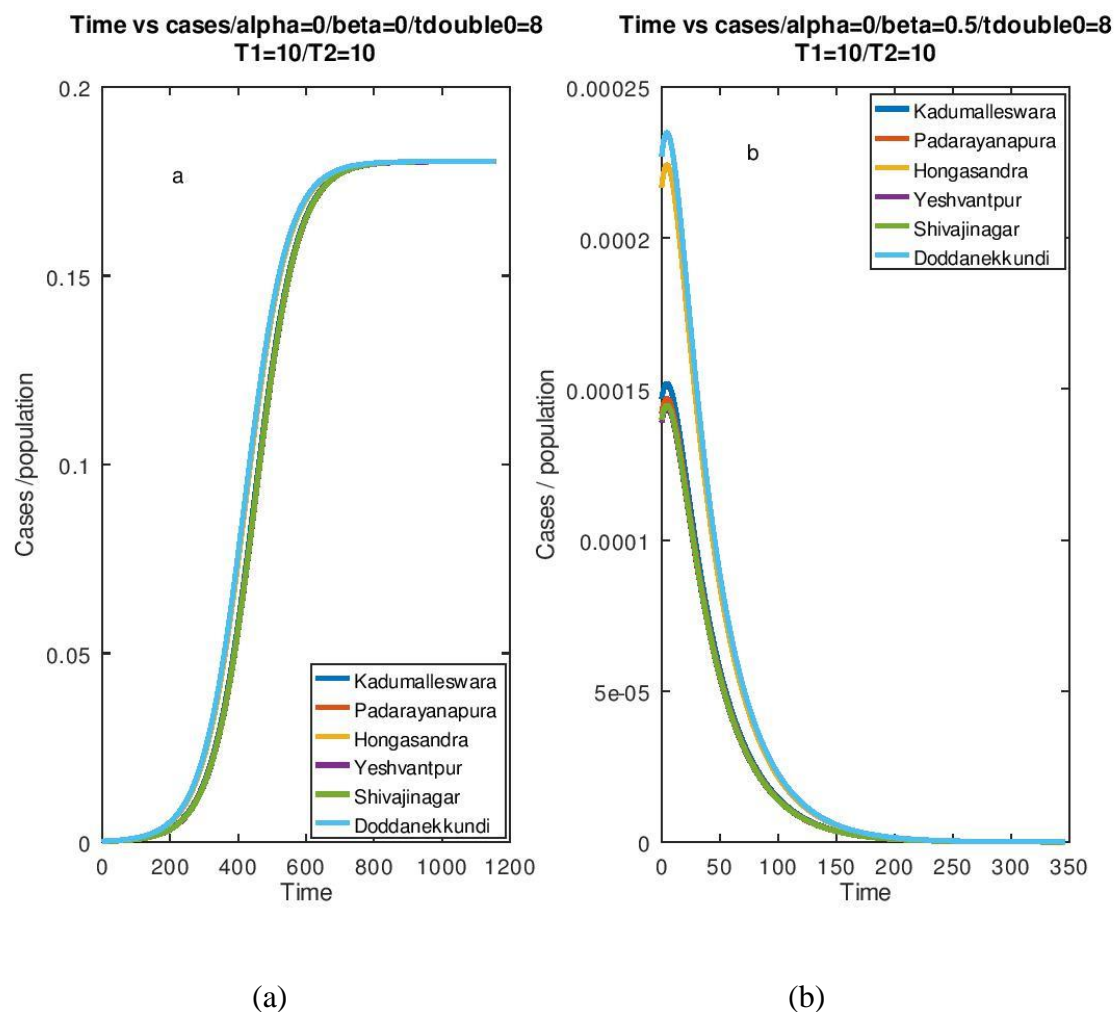 Time vs cases/alpha=0/beta=0/tdouble0=8
T1=10/T2=10
0.2
0.15
0.1
0.05
0
Cases /population
a
Kadumalleswara
Padarayanapura
Hongasandra
Yeshvantpur
Shivajinagar
Doddanekkundi
0 200 400 600 800 1000 1200
Time
Time vs cases/alpha=0/beta=0.5/tdouble0=8
T1=10/T2=10
0.00025
0.0002
0.00015
0.0001
5e-05
0
Cases / population
b
Kadumalleswara
Padarayanapura
Hongasandra
Yeshvantpur
Shivajinagar
Doddanekkundi
0 50 100 150 200 250 300 350
Time
(a) (b)